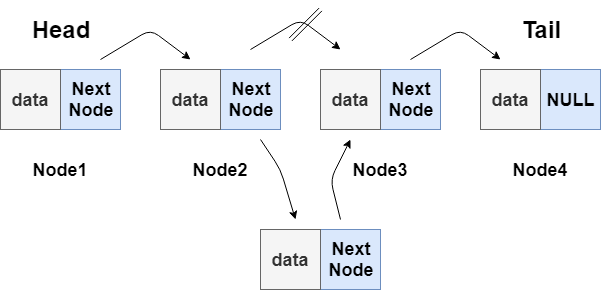 Head
Tail
data
Next
Node
data
Next
Node
data
Next
Node
data
NULL
Node1
Node2
Node3
Node4
data
Next
Node